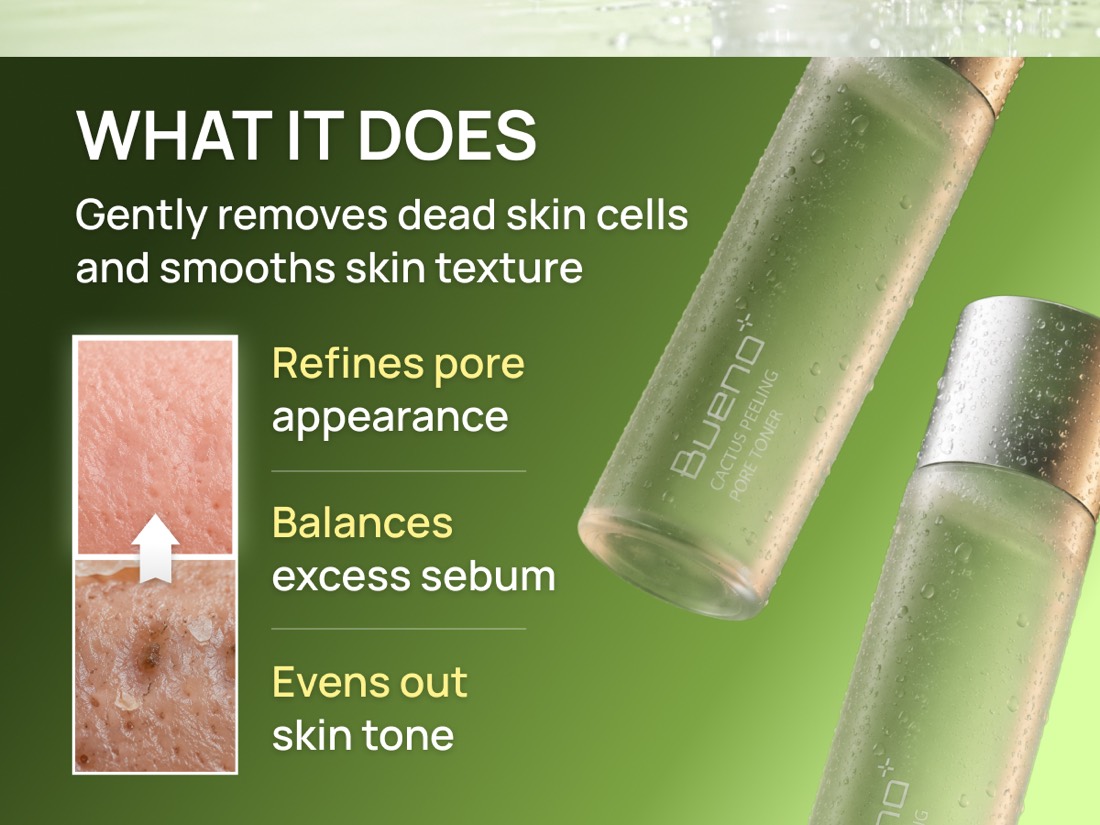 WHAT IT DOES
Gently removes dead skin cells
and smooths skin texture
Refines pore
appearance
Balances
excess sebum
Evens out
skin tone
Bueno
CACTUS PEELING
PORE TONER